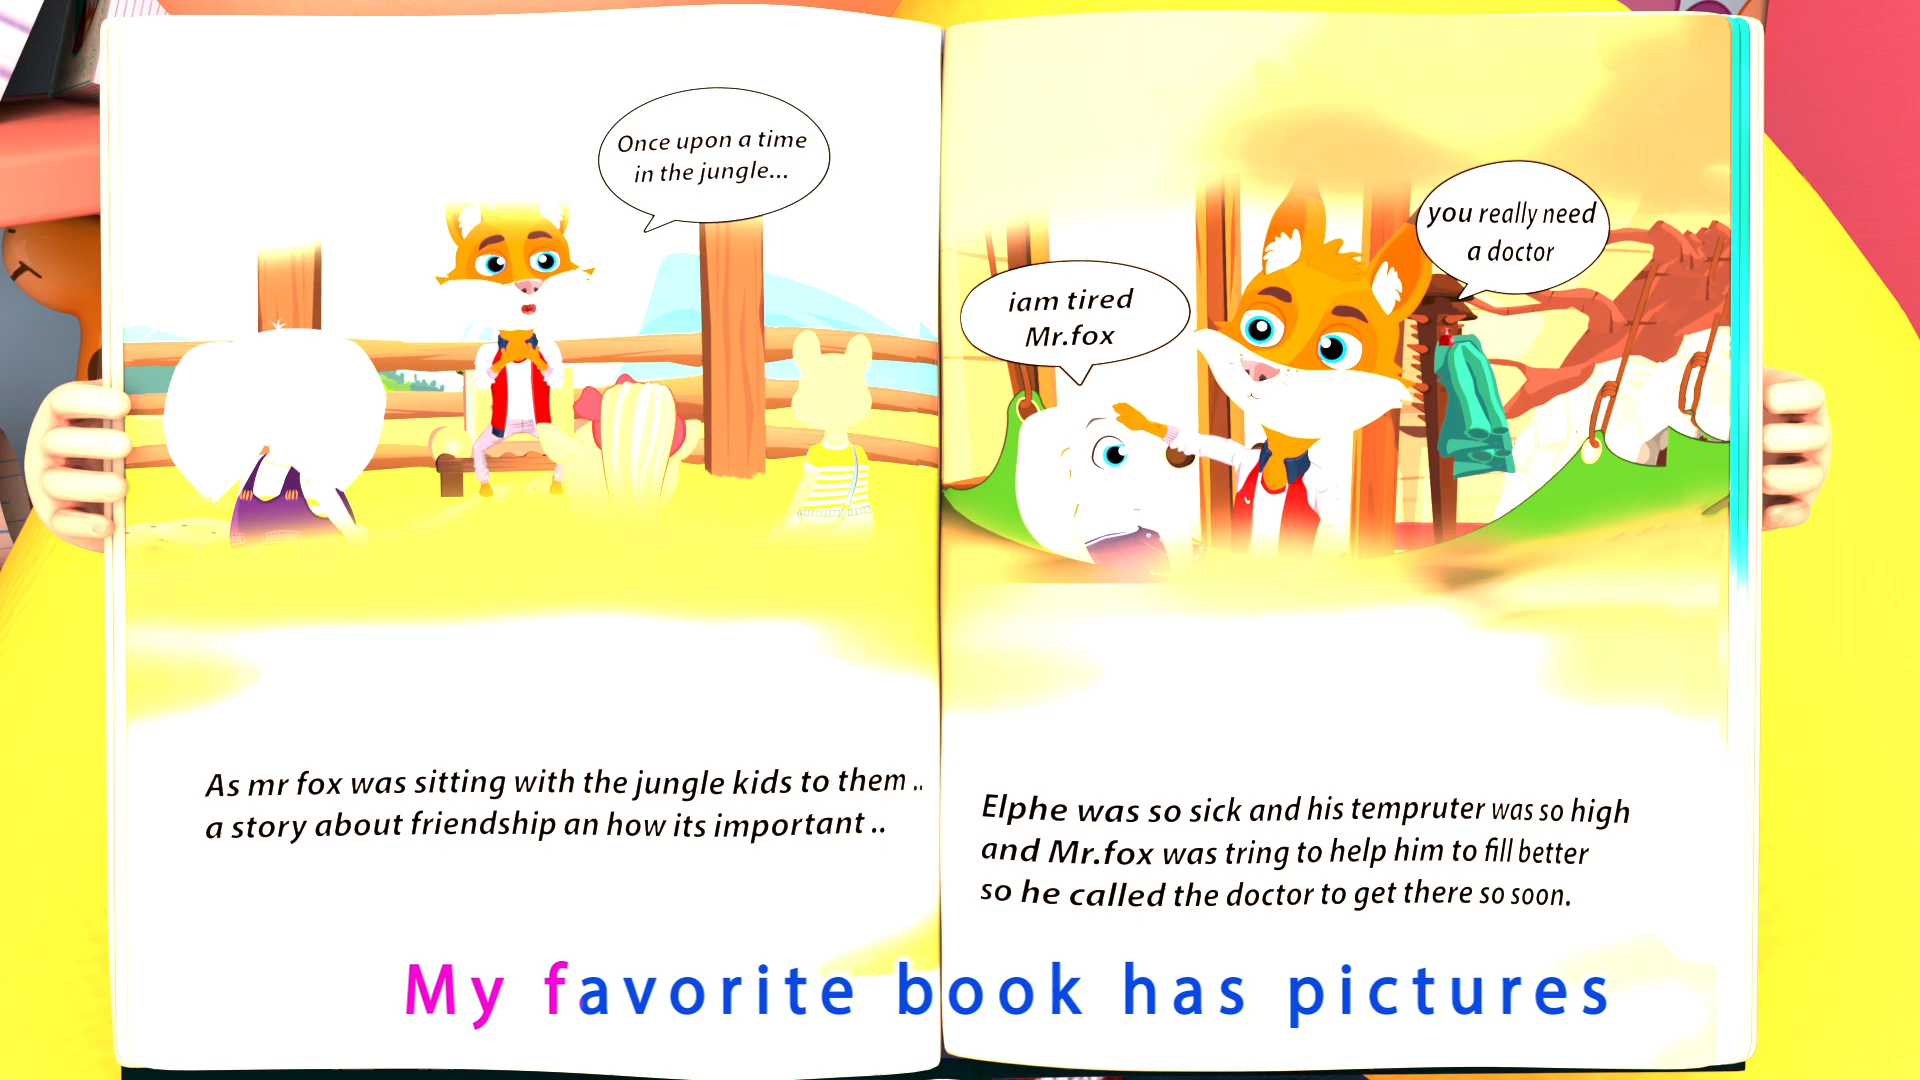 Once upon a time
in the jungle...
As mr fox was sitting with the jungle kids to them ..
a story about friendship an how its important ..
iam tired
Mr.fox
you really need
a doctor
Elphe was so sick and his tempruter was so high
and Mr.fox was tring to help him to fill better
so he called the doctor to get there so soon.
My favorite book has pictures